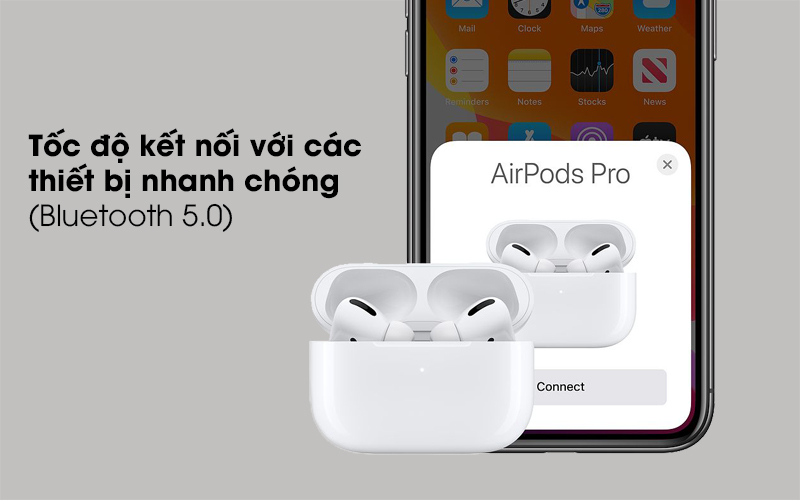 Tốc độ kết nối với các
thiết bị nhanh chóng
(Bluetooth 5.0)
Mail Clock Maps Weather
Reminders Notes Stocks News
AirPods Pro
Connect